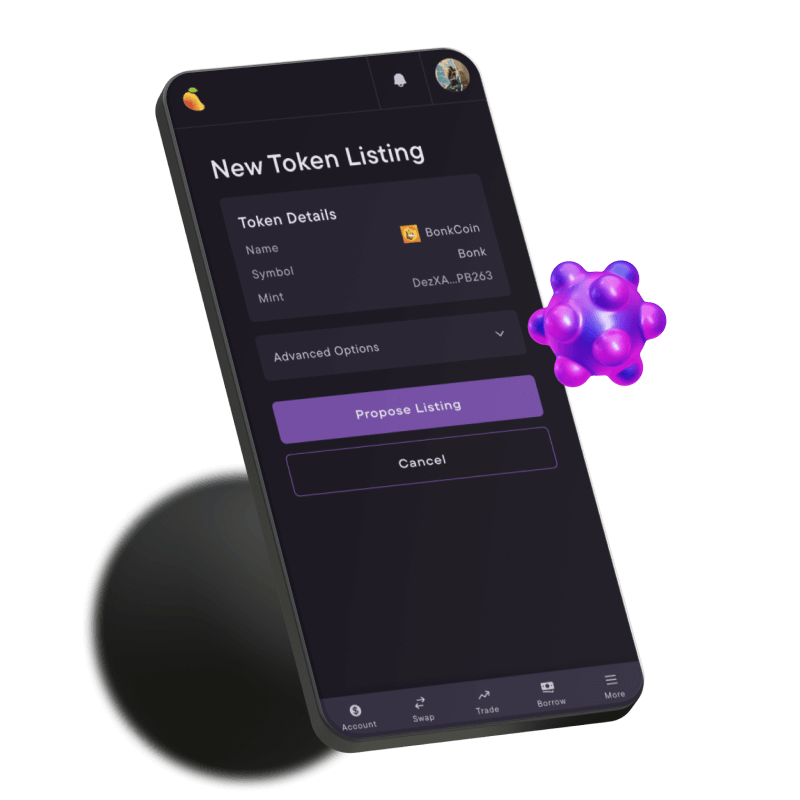 New Token Listing
Token Details
Name BonkCoin
Symbol Bonk
Mint DezXA...PB263
Advanced Options
Propose Listing
Cancel
Account Swap Trade Borrow More